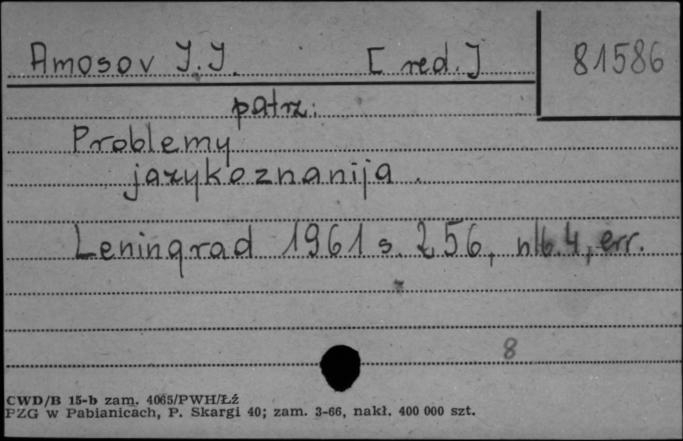 Amosov J.J. [red.] 81586
patrz:
Problemy
jazykoznanija.
Leningrad 1961 s. 256, nlb.4, err.
8
CWD/B 15-b zam. 4065/PWH/Łź
PZG w Pabianicach, P. Skargi 40; zam. 3-66, nakł. 400 000 szt.